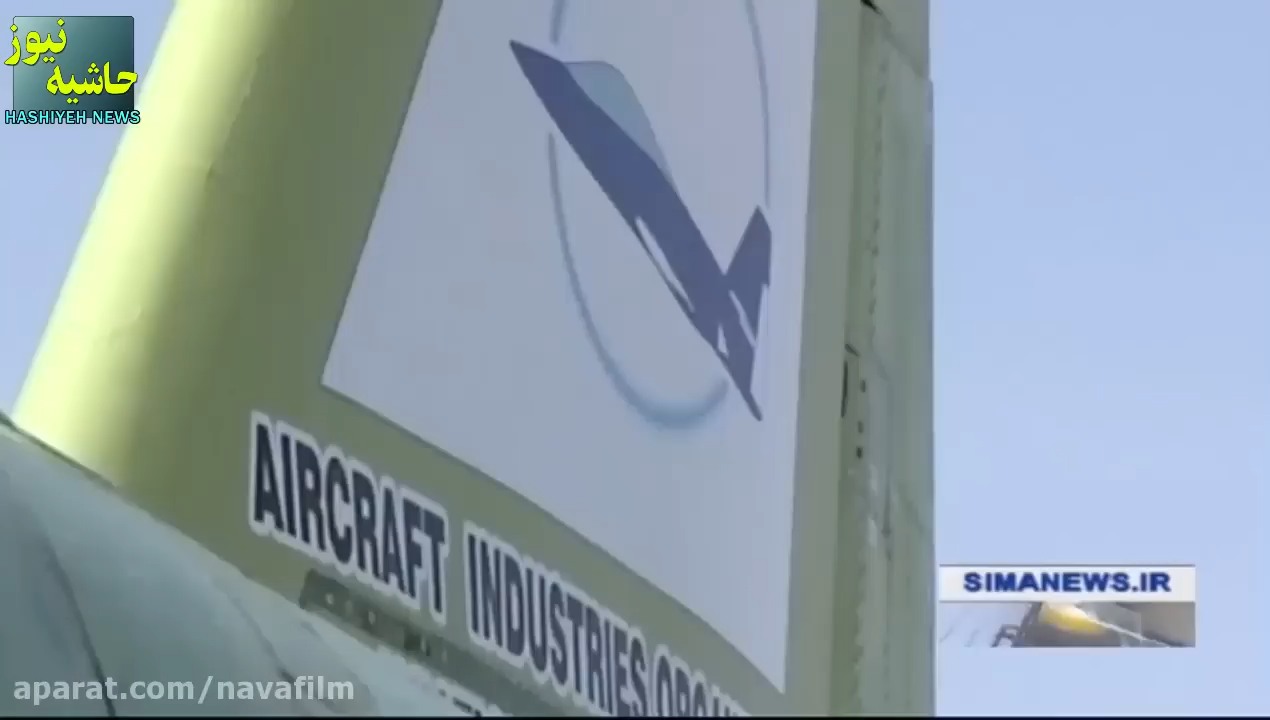 نیوز
حاشیه
HASHIYEH NEWS
AIRCRAFT INDUSTRIES
SIMANEWS.IR
aparat.com/navafilm